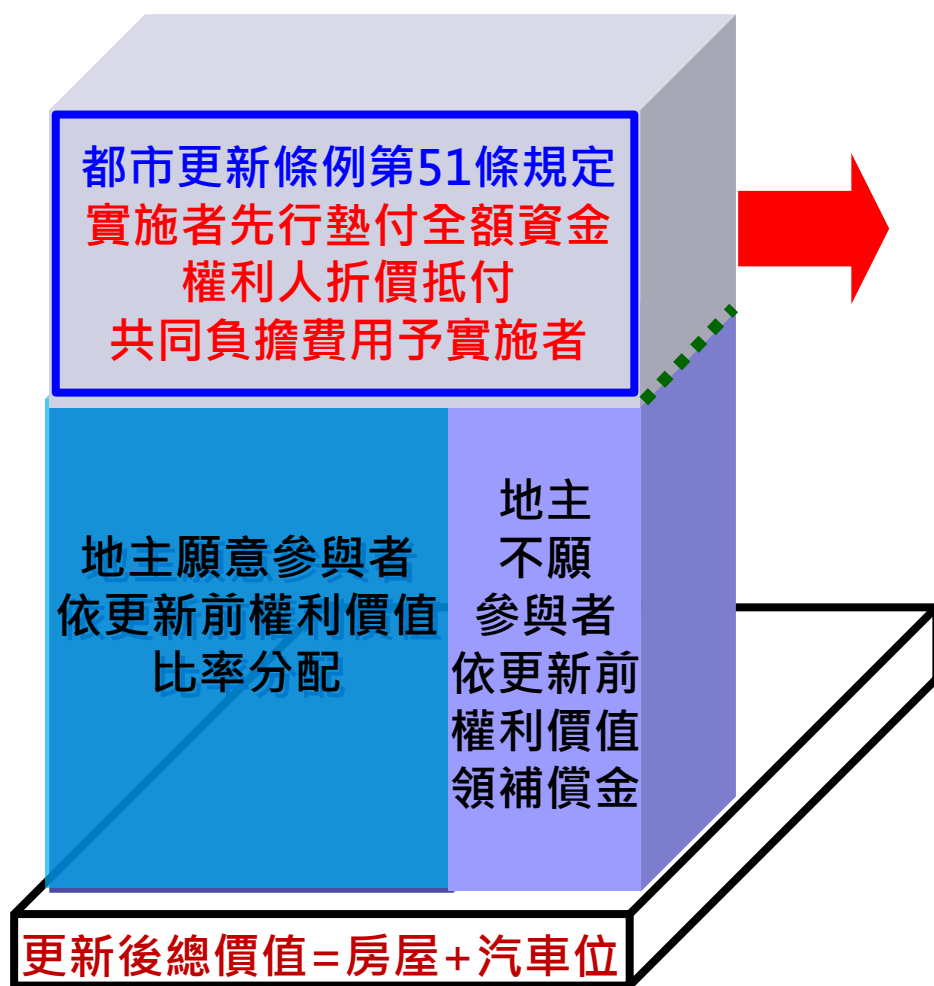 都市更新條例第51條規定
實施者先行墊付全額資金
權利人折價抵付
共同負擔費用予實施者
地主願意參與者
依更新前權利價值
比率分配
地主
不願
參與者
依更新前
權利價值
領補償金
更新後總價值=房屋+汽車位